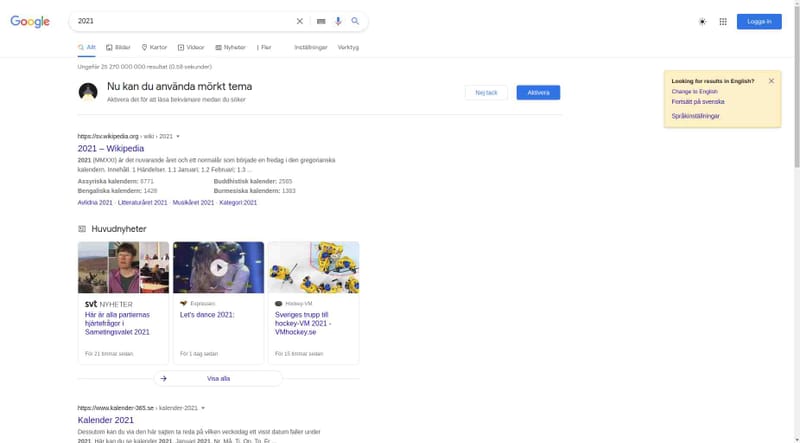 Google
2021
Logga in
Allt
Bilder
Kartor
Videor
Nyheter
Fler
Inställningar
Verktyg
Ungefär 25 270 000 000 resultat (0,68 sekunder)
Nu kan du använda mörkt tema
Aktivera det för att läsa bekvämare medan du söker
Nej tack
Aktivera
Looking for results in English?
Change to English
Fortsätt på svenska
Språkinställningar
https://sv.wikipedia.org › wiki › 2021
2021 – Wikipedia
2021 (MMXXI) är det nuvarande året och ett normalår som började en fredag i den gregorianska
kalendern. Innehåll. 1 Händelser. 1.1 Januari; 1.2 Februari; 1.3 ...
Assyriska kalendern: 6771
Buddhistisk kalender: 2565
Bengaliska kalendern: 1428
Burmesiska kalendern: 1383
Avlidna 2021 · Litteraturåret 2021 · Musikåret 2021 · Kategori 2021
Huvudnyheter
svt NYHETER
Här är alla partiernas
hjärtefrågor i
Sametingsvalet 2021
För 21 timmar sedan
Expressen
Let's dance 2021:
För 1 dag sedan
Hockey-VM
Sveriges trupp till
hockey-VM 2021 -
VMhockey.se
För 15 timmar sedan
Visa alla
https://www.kalender-365.se › kalender-2021
Kalender 2021
Dessutom kan du via den här sajten ta reda på vilken veckodag ett visst datum faller under
2021. Här kan du se kalender 2021. Januari 2021. Nr, Må, Ti, On, To, Fr ...